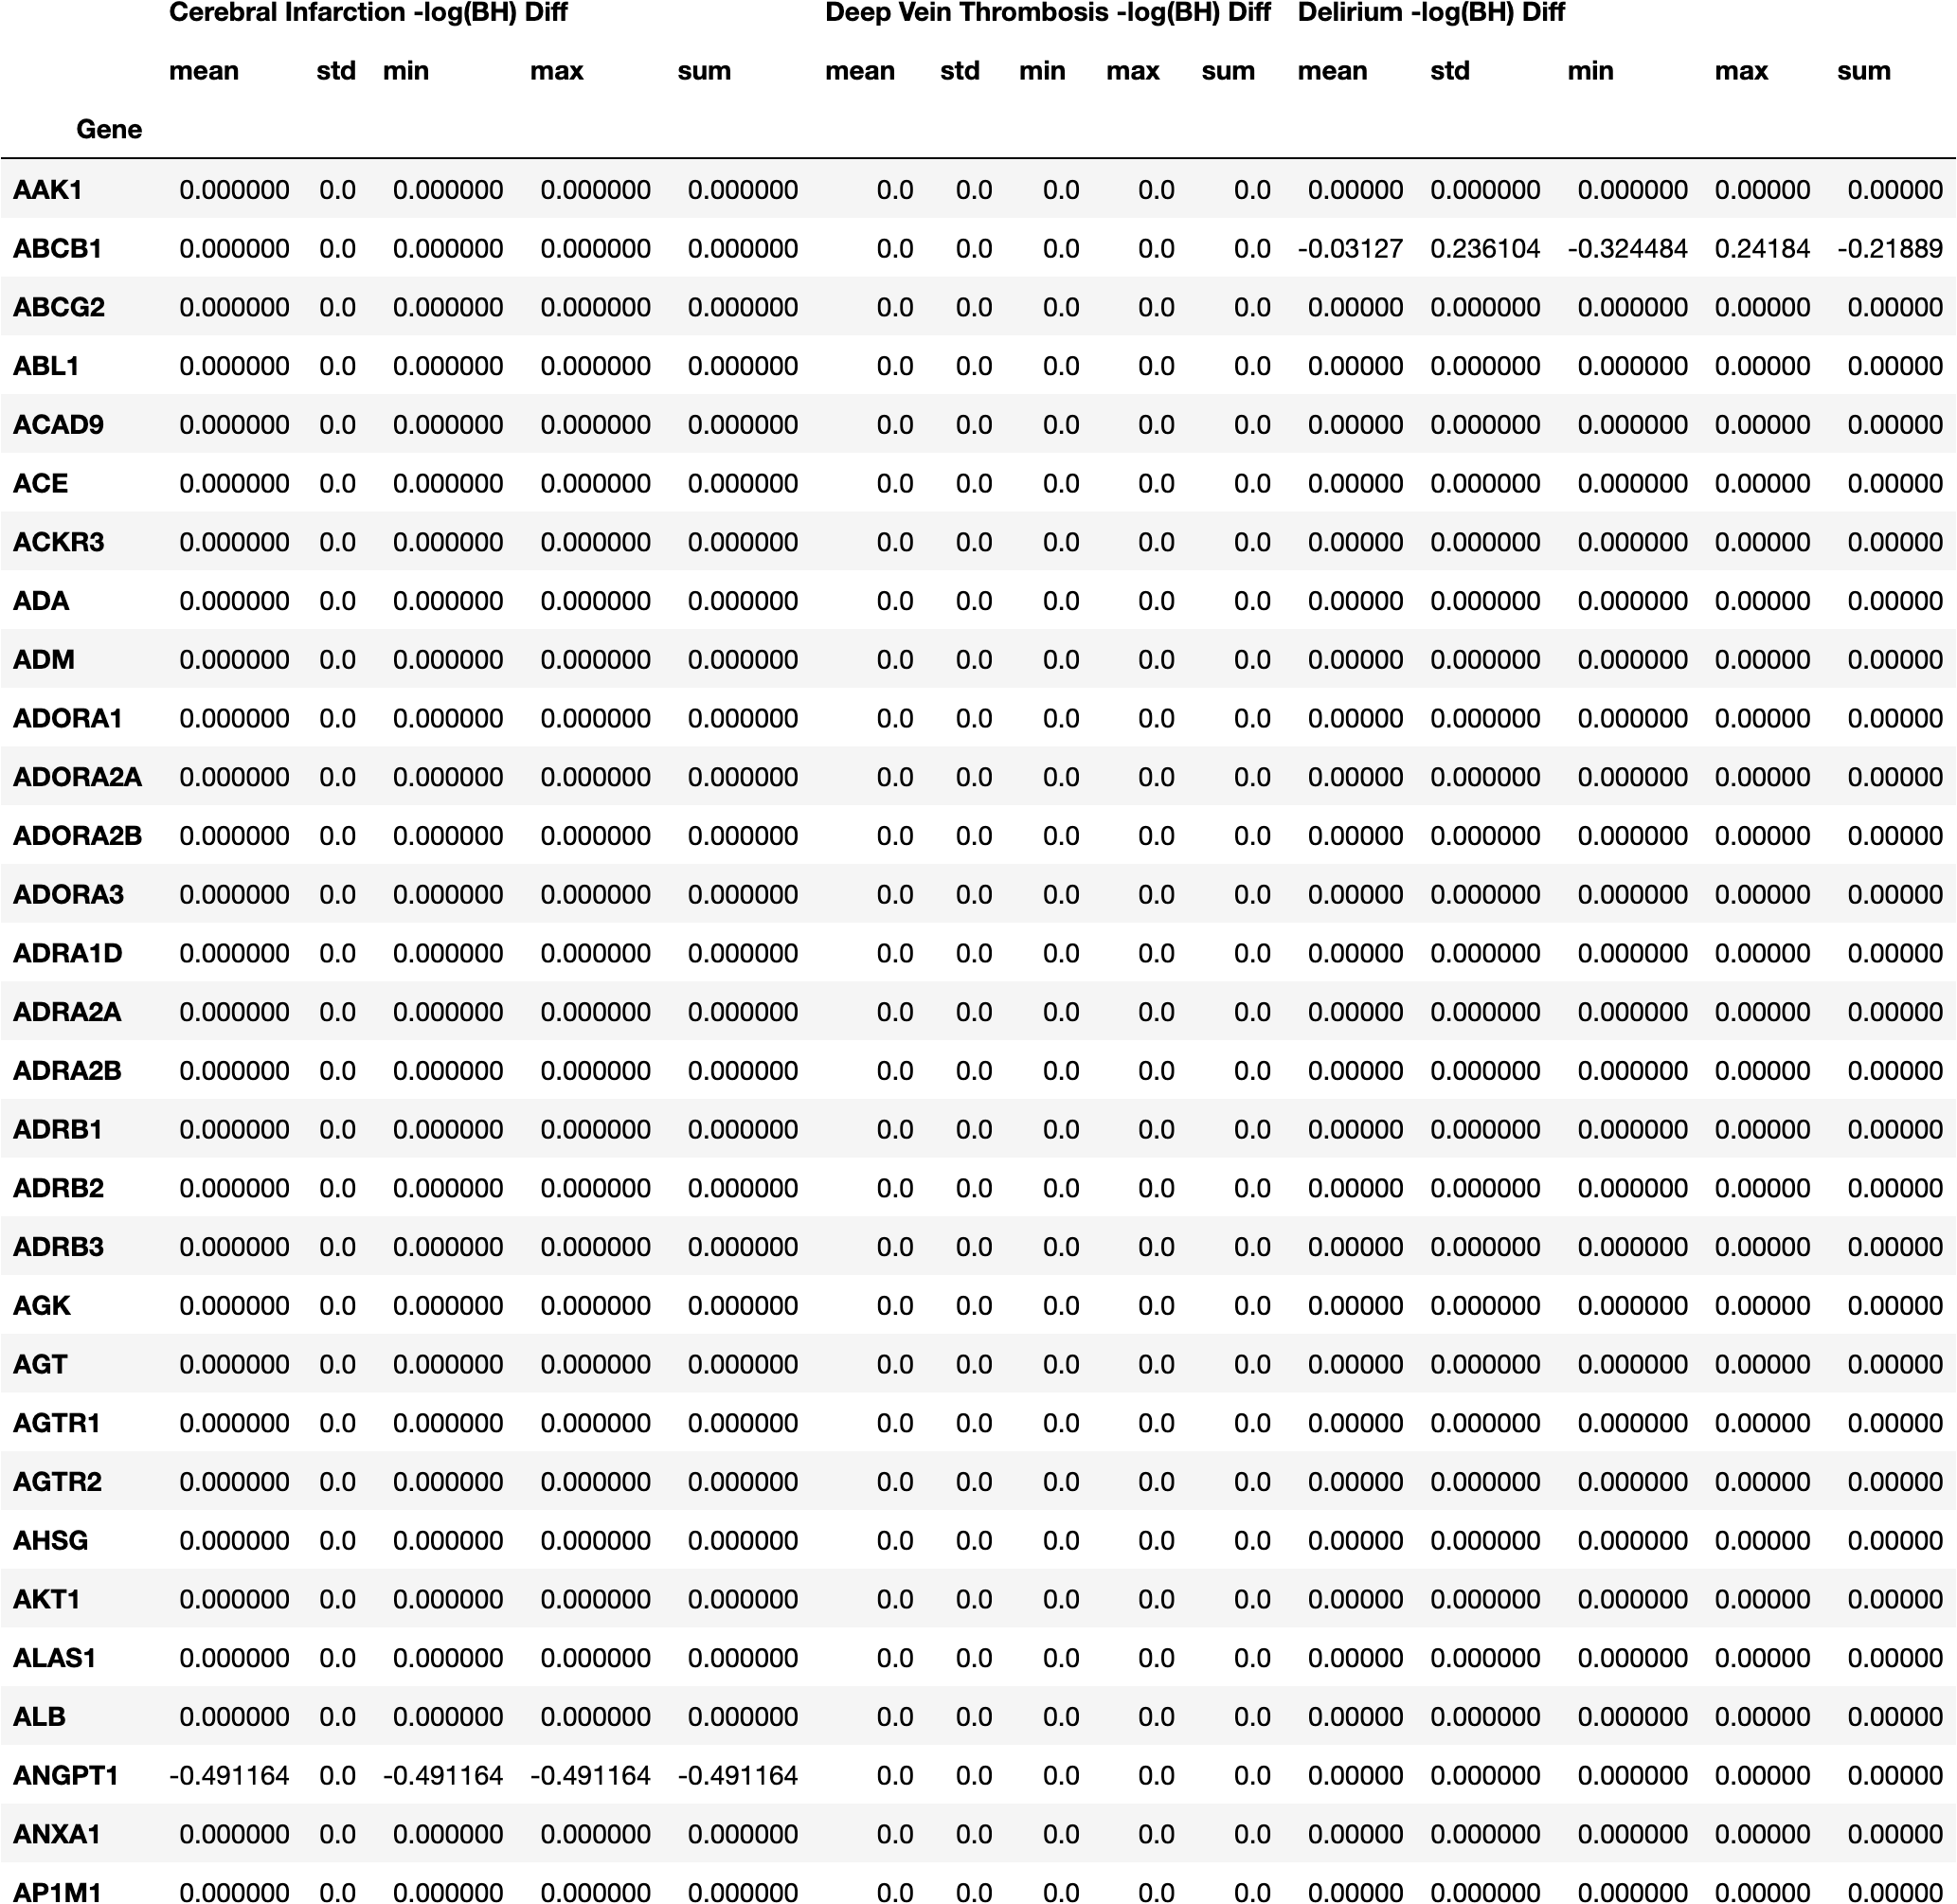 Cerebral Infarction -log(BH) Diff Deep Vein Thrombosis -log(BH) Diff Delirium -log(BH) Diff
mean std min max sum mean std min max sum mean std min max sum
Gene
AAK1 0.000000 0.0 0.000000 0.000000 0.000000 0.0 0.0 0.0 0.0 0.0 0.00000 0.000000 0.000000 0.00000 0.00000
ABCB1 0.000000 0.0 0.000000 0.000000 0.000000 0.0 0.0 0.0 0.0 0.0 -0.03127 0.236104 -0.324484 0.24184 -0.21889
ABCG2 0.000000 0.0 0.000000 0.000000 0.000000 0.0 0.0 0.0 0.0 0.0 0.00000 0.000000 0.000000 0.00000 0.00000
ABL1 0.000000 0.0 0.000000 0.000000 0.000000 0.0 0.0 0.0 0.0 0.0 0.00000 0.000000 0.000000 0.00000 0.00000
ACAD9 0.000000 0.0 0.000000 0.000000 0.000000 0.0 0.0 0.0 0.0 0.0 0.00000 0.000000 0.000000 0.00000 0.00000
ACE 0.000000 0.0 0.000000 0.000000 0.000000 0.0 0.0 0.0 0.0 0.0 0.00000 0.000000 0.000000 0.00000 0.00000
ACKR3 0.000000 0.0 0.000000 0.000000 0.000000 0.0 0.0 0.0 0.0 0.0 0.00000 0.000000 0.000000 0.00000 0.00000
ADA 0.000000 0.0 0.000000 0.000000 0.000000 0.0 0.0 0.0 0.0 0.0 0.00000 0.000000 0.000000 0.00000 0.00000
ADM 0.000000 0.0 0.000000 0.000000 0.000000 0.0 0.0 0.0 0.0 0.0 0.00000 0.000000 0.000000 0.00000 0.00000
ADORA1 0.000000 0.0 0.000000 0.000000 0.000000 0.0 0.0 0.0 0.0 0.0 0.00000 0.000000 0.000000 0.00000 0.00000
ADORA2A 0.000000 0.0 0.000000 0.000000 0.000000 0.0 0.0 0.0 0.0 0.0 0.00000 0.000000 0.000000 0.00000 0.00000
ADORA2B 0.000000 0.0 0.000000 0.000000 0.000000 0.0 0.0 0.0 0.0 0.0 0.00000 0.000000 0.000000 0.00000 0.00000
ADORA3 0.000000 0.0 0.000000 0.000000 0.000000 0.0 0.0 0.0 0.0 0.0 0.00000 0.000000 0.000000 0.00000 0.00000
ADRA1D 0.000000 0.0 0.000000 0.000000 0.000000 0.0 0.0 0.0 0.0 0.0 0.00000 0.000000 0.000000 0.00000 0.00000
ADRA2A 0.000000 0.0 0.000000 0.000000 0.000000 0.0 0.0 0.0 0.0 0.0 0.00000 0.000000 0.000000 0.00000 0.00000
ADRA2B 0.000000 0.0 0.000000 0.000000 0.000000 0.0 0.0 0.0 0.0 0.0 0.00000 0.000000 0.000000 0.00000 0.00000
ADRB1 0.000000 0.0 0.000000 0.000000 0.000000 0.0 0.0 0.0 0.0 0.0 0.00000 0.000000 0.000000 0.00000 0.00000
ADRB2 0.000000 0.0 0.000000 0.000000 0.000000 0.0 0.0 0.0 0.0 0.0 0.00000 0.000000 0.000000 0.00000 0.00000
ADRB3 0.000000 0.0 0.000000 0.000000 0.000000 0.0 0.0 0.0 0.0 0.0 0.00000 0.000000 0.000000 0.00000 0.00000
AGK 0.000000 0.0 0.000000 0.000000 0.000000 0.0 0.0 0.0 0.0 0.0 0.00000 0.000000 0.000000 0.00000 0.00000
AGT 0.000000 0.0 0.000000 0.000000 0.000000 0.0 0.0 0.0 0.0 0.0 0.00000 0.000000 0.000000 0.00000 0.00000
AGTR1 0.000000 0.0 0.000000 0.000000 0.000000 0.0 0.0 0.0 0.0 0.0 0.00000 0.000000 0.000000 0.00000 0.00000
AGTR2 0.000000 0.0 0.000000 0.000000 0.000000 0.0 0.0 0.0 0.0 0.0 0.00000 0.000000 0.000000 0.00000 0.00000
AHSG 0.000000 0.0 0.000000 0.000000 0.000000 0.0 0.0 0.0 0.0 0.0 0.00000 0.000000 0.000000 0.00000 0.00000
AKT1 0.000000 0.0 0.000000 0.000000 0.000000 0.0 0.0 0.0 0.0 0.0 0.00000 0.000000 0.000000 0.00000 0.00000
ALAS1 0.000000 0.0 0.000000 0.000000 0.000000 0.0 0.0 0.0 0.0 0.0 0.00000 0.000000 0.000000 0.00000 0.00000
ALB 0.000000 0.0 0.000000 0.000000 0.000000 0.0 0.0 0.0 0.0 0.0 0.00000 0.000000 0.000000 0.00000 0.00000
ANGPT1 -0.491164 0.0 -0.491164 -0.491164 -0.491164 0.0 0.0 0.0 0.0 0.0 0.00000 0.000000 0.000000 0.00000 0.00000
ANXA1 0.000000 0.0 0.000000 0.000000 0.000000 0.0 0.0 0.0 0.0 0.0 0.00000 0.000000 0.000000 0.00000 0.00000
AP1M1 0.000000 0.0 0.000000 0.000000 0.000000 0.0 0.0 0.0 0.0 0.0 0.00000 0.000000 0.000000 0.00000 0.00000